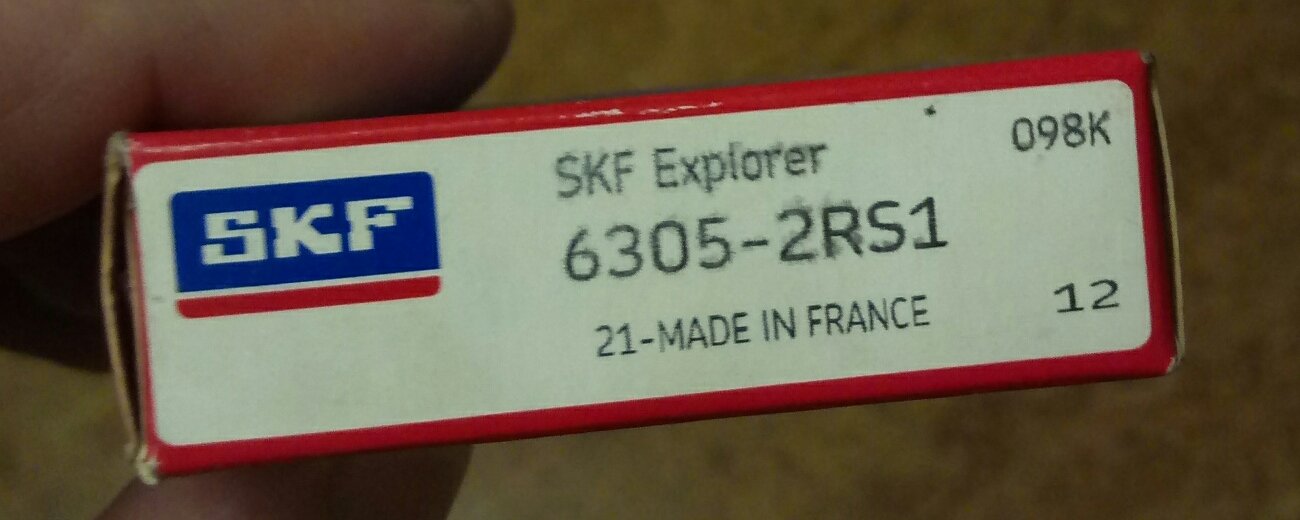 SKF
SKF Explorer
098K
6305-2RS1
21-MADE IN FRANCE
12